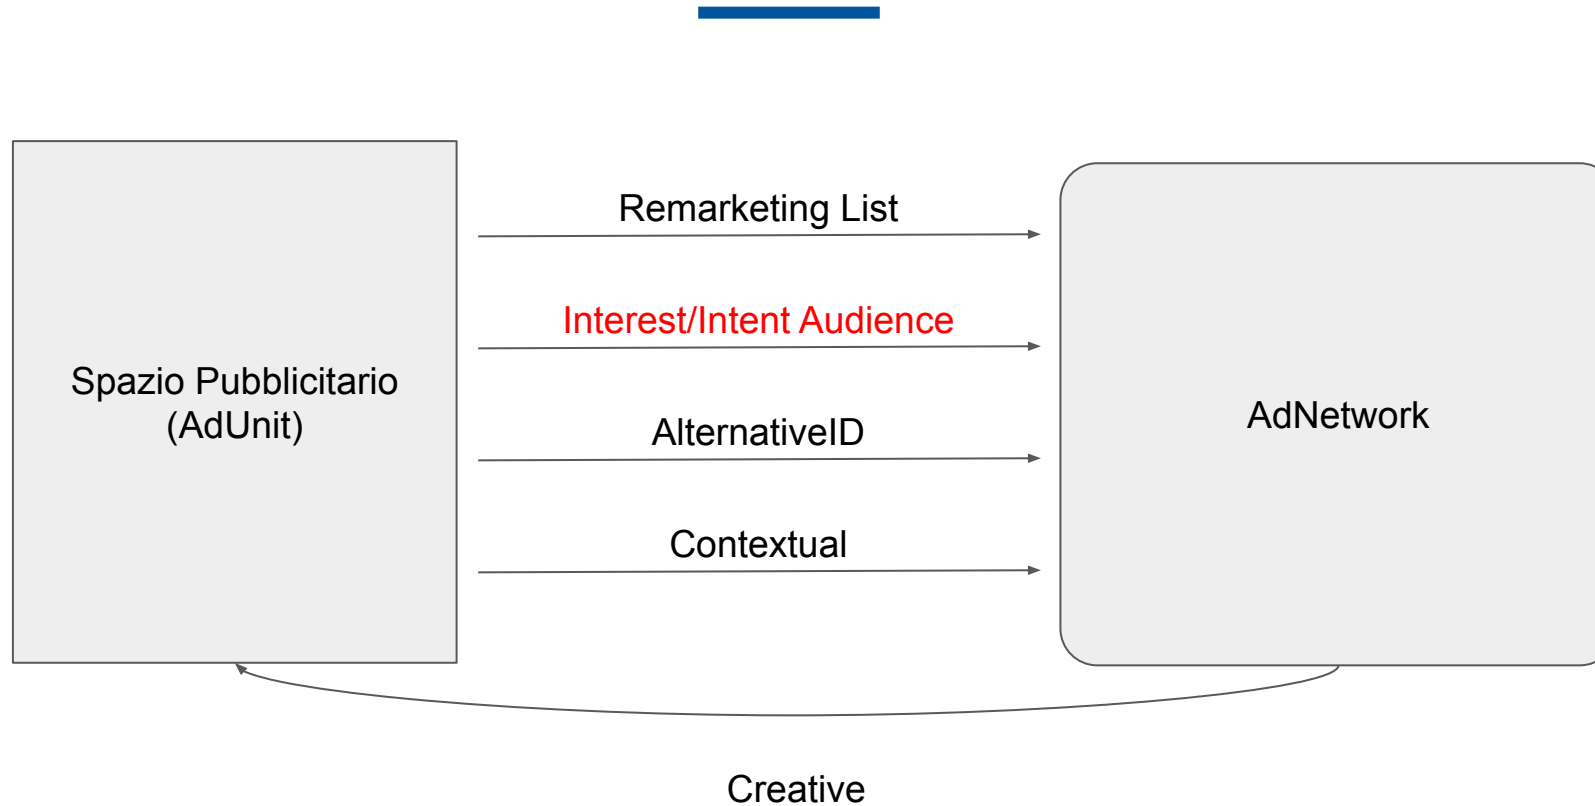 Remarketing List
Interest/Intent Audience
Spazio Pubblicitario
(AdUnit)
AdNetwork
AlternativeID
Contextual
Creative